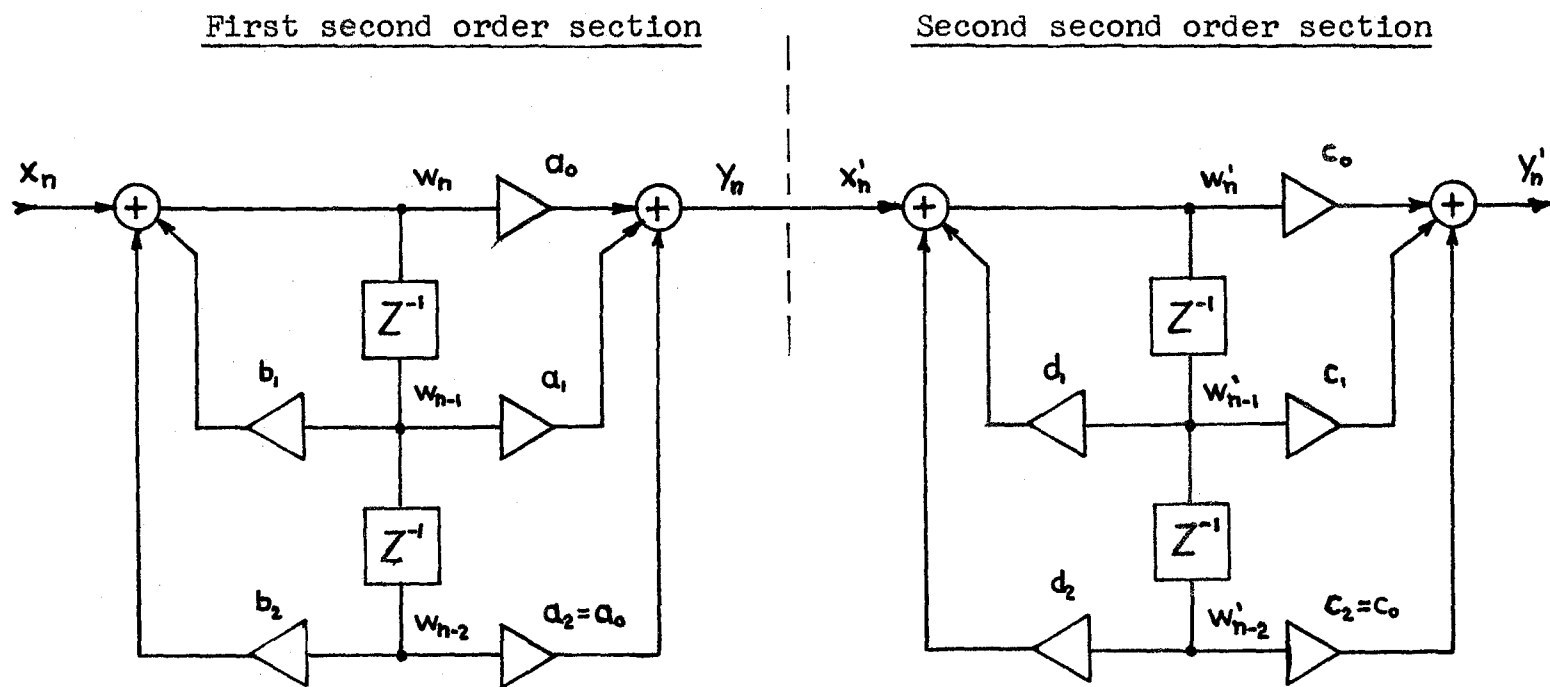 First second order section
Second second order section
xₙ
wₙ
a₀
yₙ
x'ₙ
w'ₙ
c₀
y'ₙ
Z⁻¹
Z⁻¹
b₁
wₙ₋₁
a₁
d₁
w'ₙ₋₁
c₁
Z⁻¹
Z⁻¹
b₂
wₙ₋₂
a₂=a₀
d₂
w'ₙ₋₂
c₂=c₀